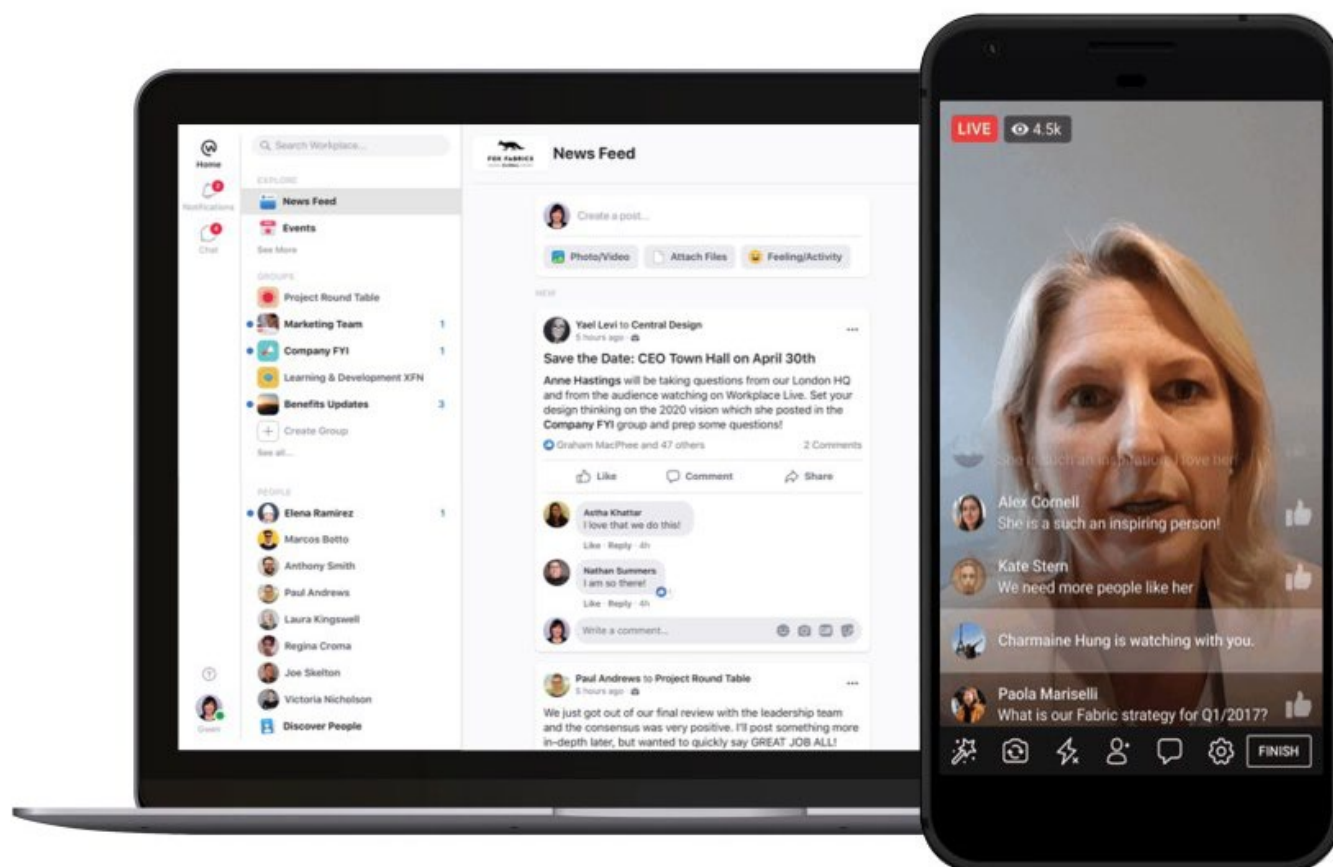 Home
Notifications
2
Chat
4
Search Workplace...
EXPLORE
News Feed
Events
See More
GROUPS
Project Round Table
Marketing Team 1
Company FYI 1
Learning & Development XFN
Benefits Updates 3
Create Group
See all...
PEOPLE
Elena Ramirez 1
Marcos Botto
Anthony Smith
Paul Andrews
Laura Kingswell
Regina Croma
Joe Skelton
Victoria Nicholson
Discover People
FOX FABRICS
GLOBAL
News Feed
Create a post...
Photo/Video
Attach Files
Feeling/Activity
NEW
Yael Levi to Central Design
5 hours ago
Save the Date: CEO Town Hall on April 30th
Anne Hastings will be taking questions from our London HQ
and from the audience watching on Workplace Live. Set your
design thinking on the 2020 vision which she posted in the
Company FYI group and prep some questions!
Graham MacPhee and 47 others 2 Comments
Like Comment Share
Astha Khattar
I love that we do this!
Like · Reply · 4h
Nathan Summers
I am so there!
Like · Reply · 4h
Write a comment...
Paul Andrews to Project Round Table
5 hours ago
We just got out of our final review with the leadership team
and the consensus was very positive. I'll post something more
in-depth later, but wanted to quickly say GREAT JOB ALL!
LIVE 4.5k
She is such an inspiration, I love her!
Alex Cornell
She is a such an inspiring person!
Kate Stern
We need more people like her
Charmaine Hung is watching with you.
Paola Mariselli
What is our Fabric strategy for Q1/2017?
FINISH